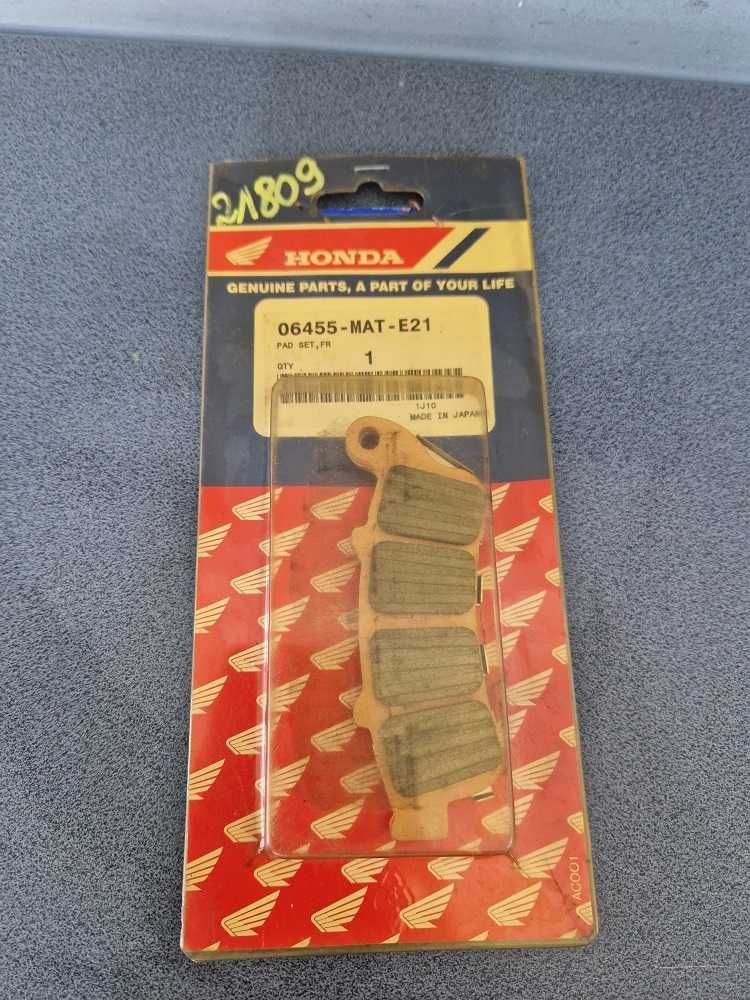 21809
HONDA
GENUINE PARTS, A PART OF YOUR LIFE
06455-MAT-E21
PAD SET,FR
QTY 1
1J10
MADE IN JAPAN
AC001